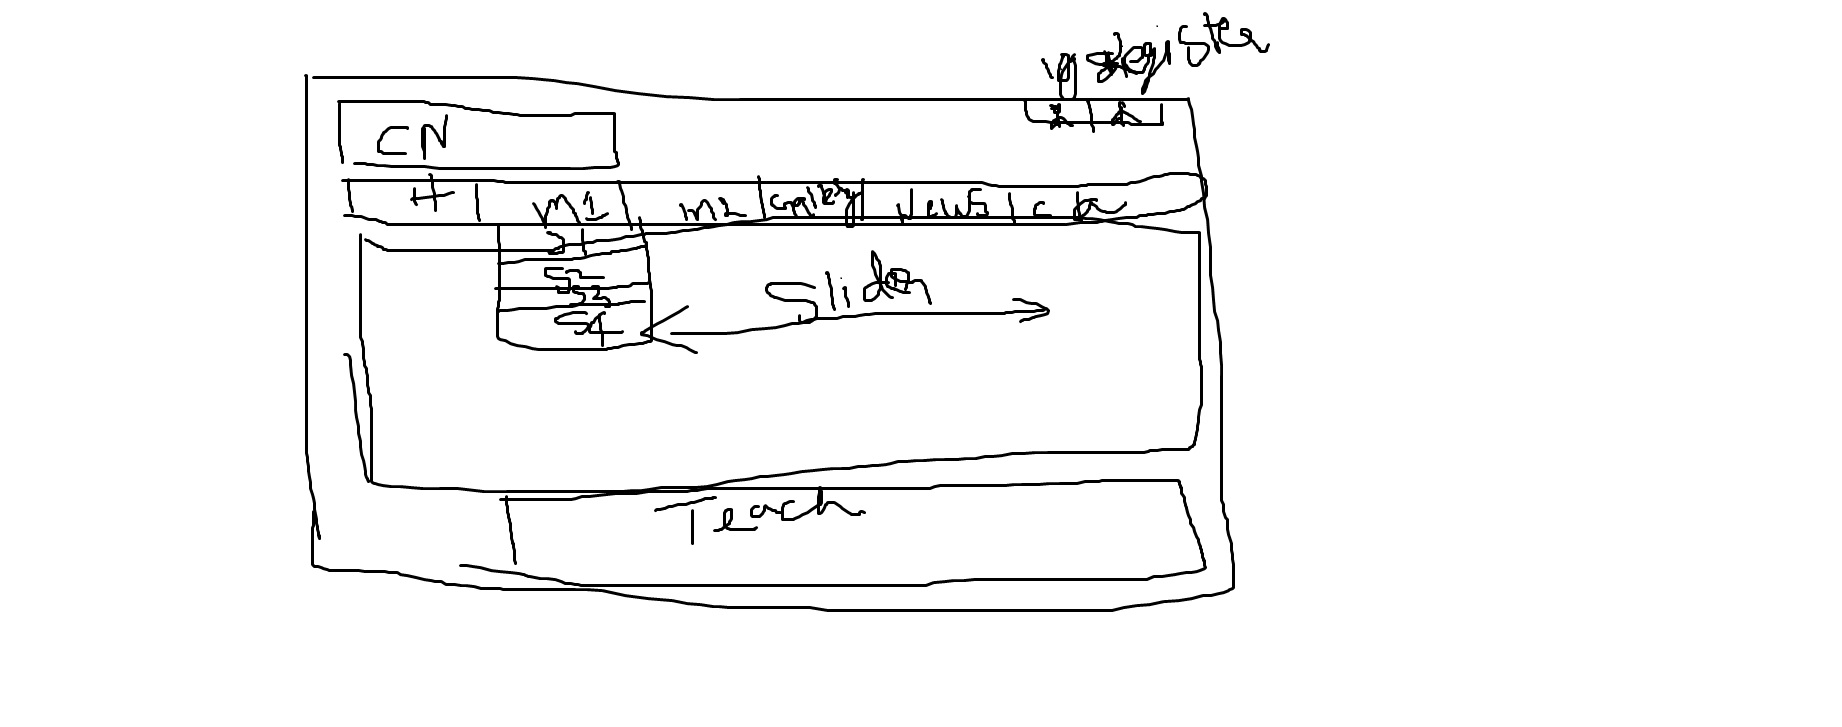 Register
CN
H M1 M2 Gallery News C
S1
S2
S3
S4
Slider
Teach